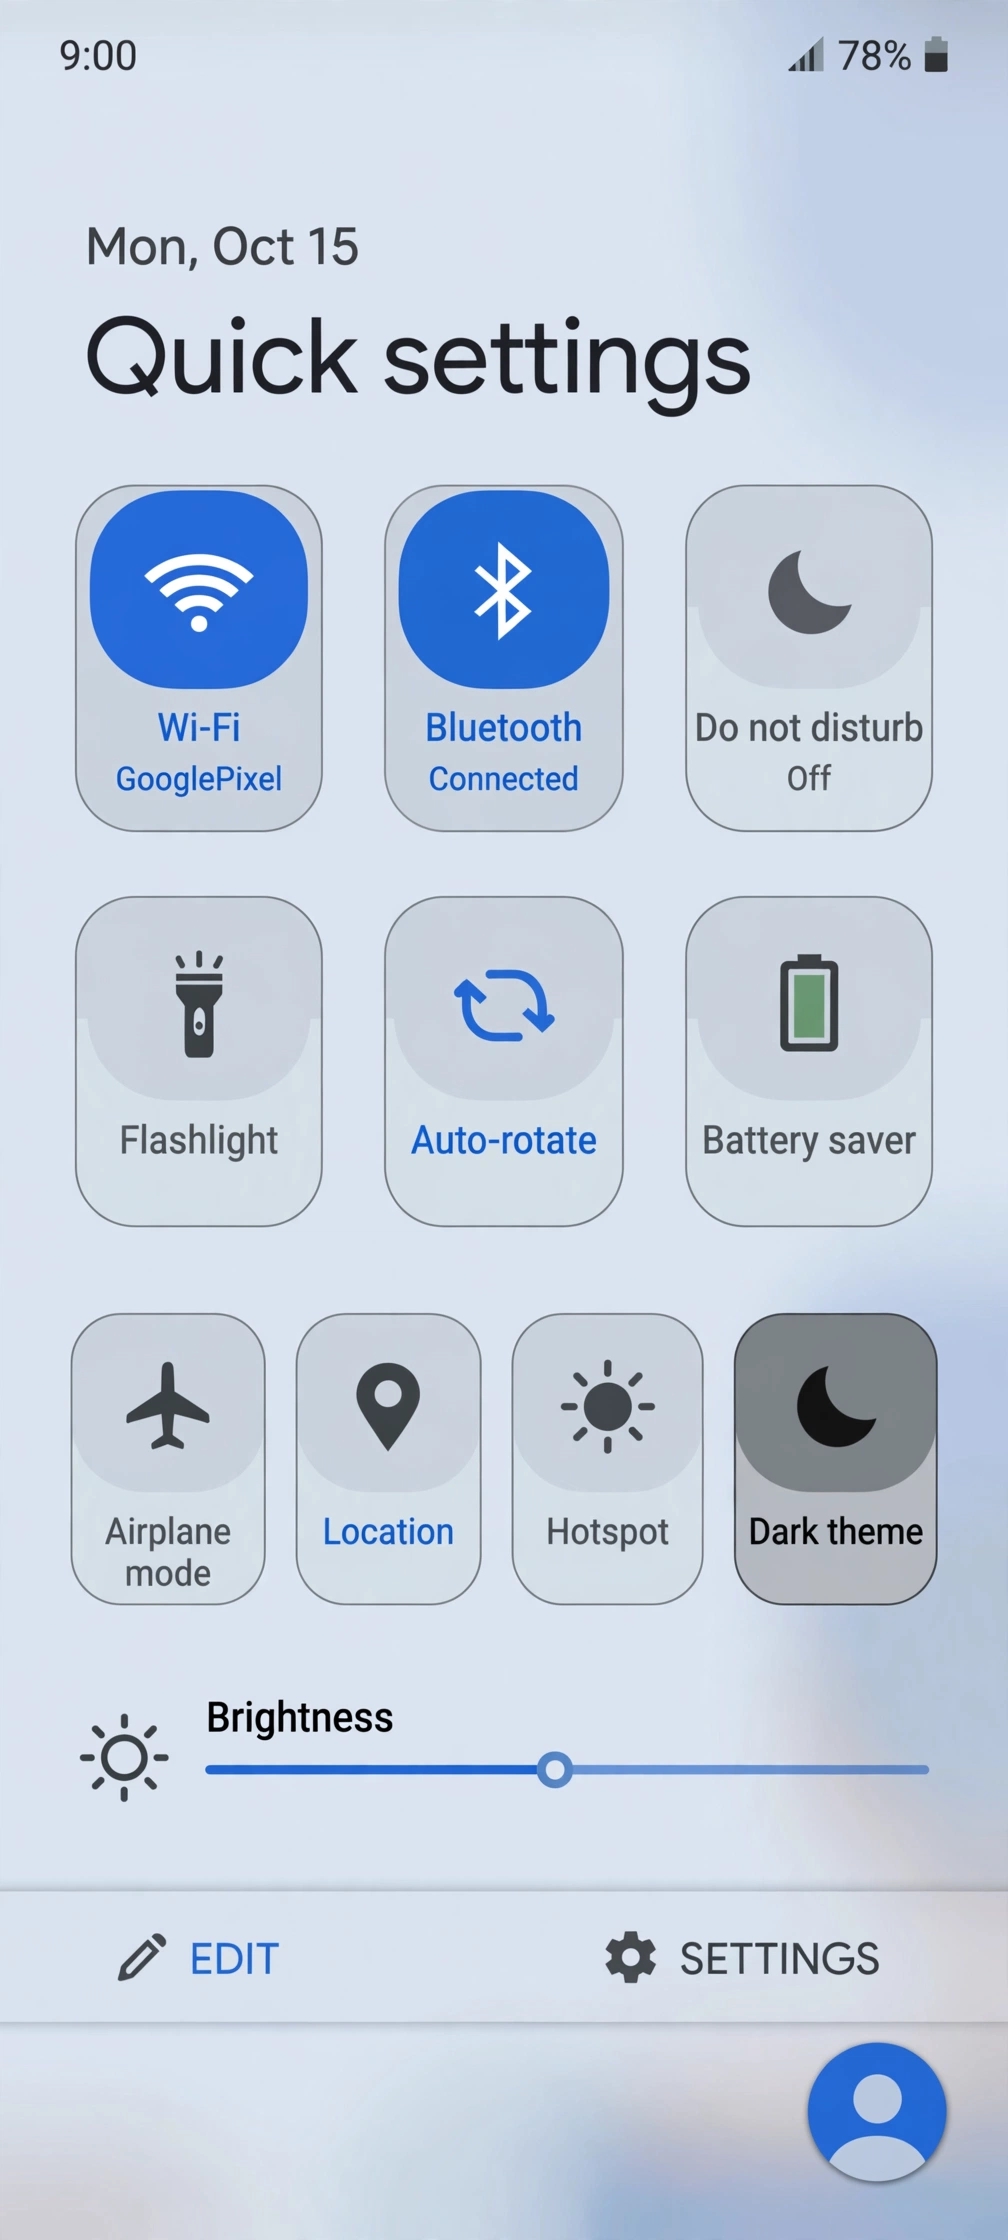 9:00 78%
Mon, Oct 15
Quick settings
Wi-Fi
GooglePixel
Bluetooth
Connected
Do not disturb
Off
Flashlight
Auto-rotate
Battery saver
Airplane
mode
Location
Hotspot
Dark theme
Brightness
EDIT
SETTINGS